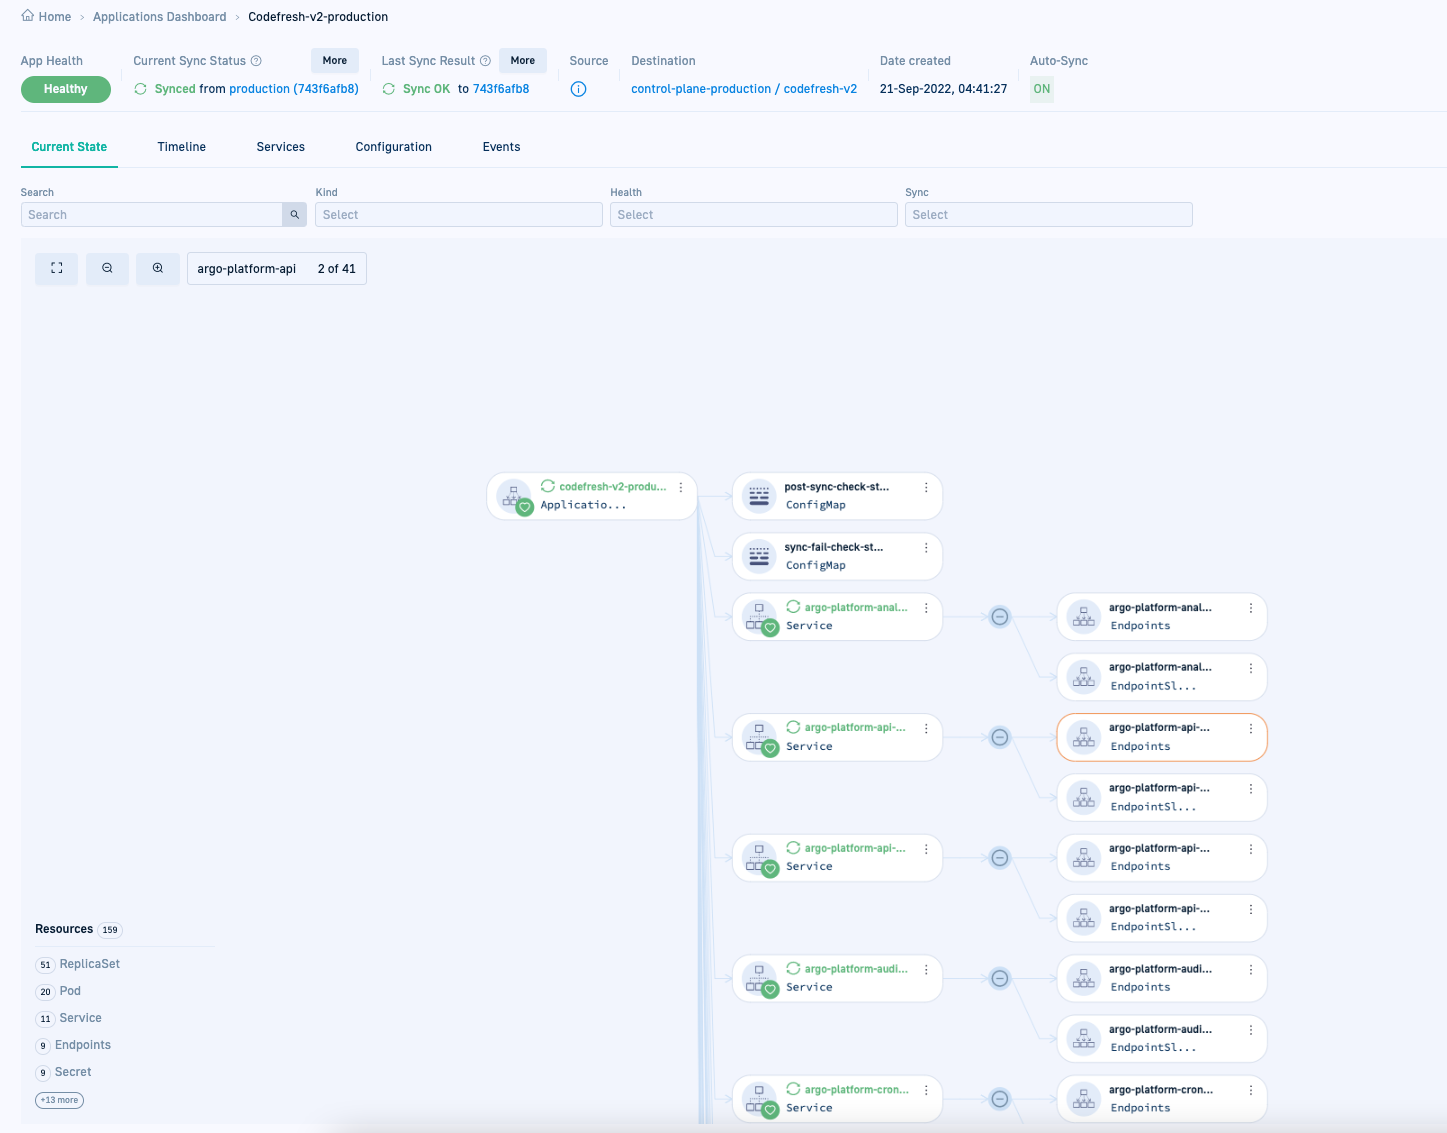 Home › Applications Dashboard › Codefresh-v2-production
App Health
Healthy
Current Sync Status More
Synced from production (743f6afb8)
Last Sync Result More
Sync OK to 743f6afb8
Source
Destination
control-plane-production / codefresh-v2
Date created
21-Sep-2022, 04:41:27
Auto-Sync
ON
Current State Timeline Services Configuration Events
Search Kind Health Sync
Search Select Select Select
argo-platform-api 2 of 41
codefresh-v2-produ...
Applicatio...
post-sync-check-st...
ConfigMap
sync-fail-check-st...
ConfigMap
argo-platform-anal...
Service
argo-platform-anal...
Endpoints
argo-platform-anal...
EndpointSl...
argo-platform-api-...
Service
argo-platform-api-...
Endpoints
argo-platform-api-...
EndpointSl...
argo-platform-api-...
Service
argo-platform-api-...
Endpoints
argo-platform-api-...
EndpointSl...
argo-platform-audi...
Service
argo-platform-audi...
Endpoints
argo-platform-audi...
EndpointSl...
argo-platform-cron...
Service
argo-platform-cron...
Endpoints
Resources 159
51 ReplicaSet
20 Pod
11 Service
9 Endpoints
9 Secret
+13 more